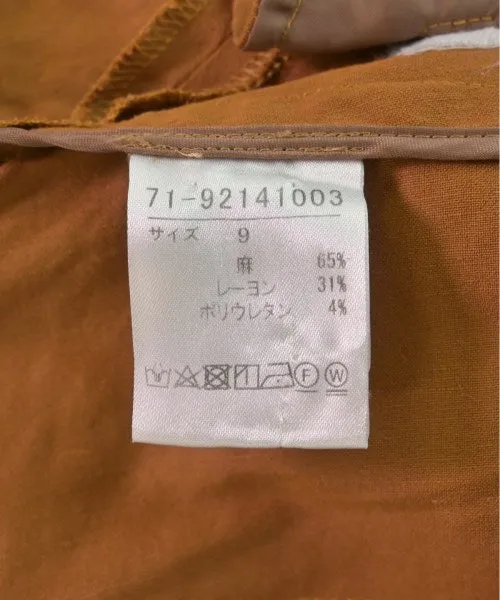 71-92141003
サイズ 9
麻 65%
レーヨン 31%
ポリウレタン 4%
F W